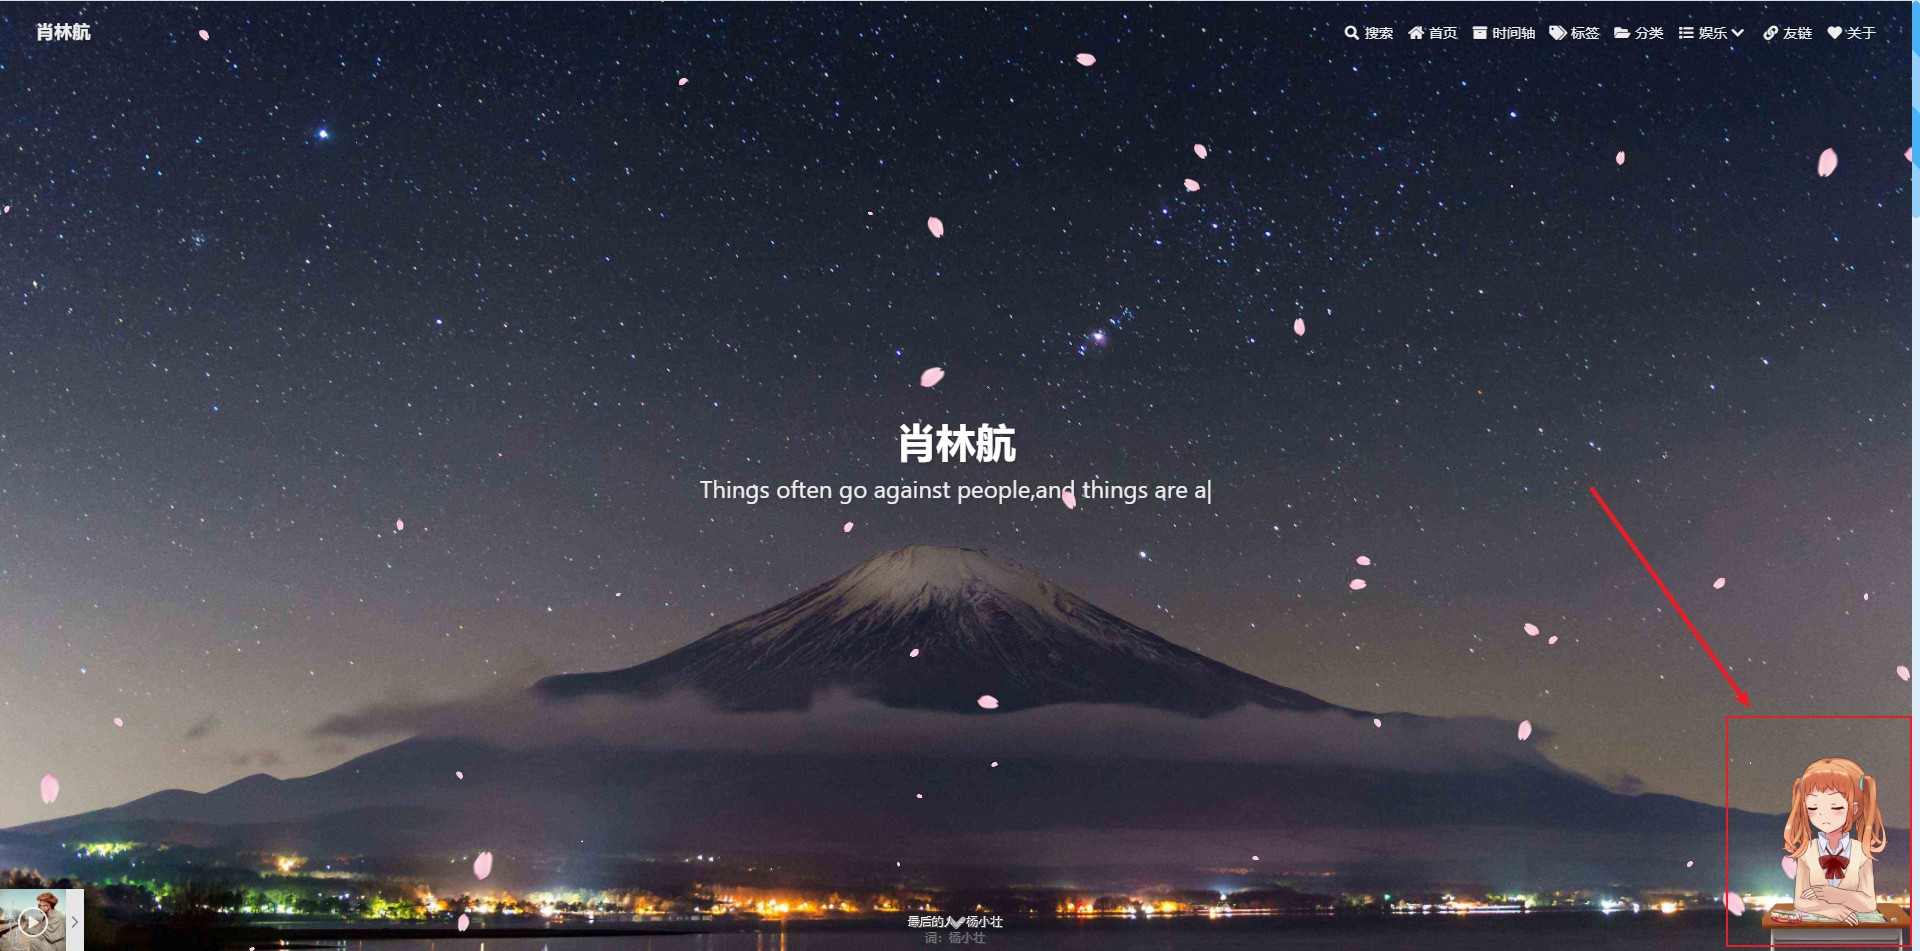 肖林航
搜索 首页 时间轴 标签 分类 娱乐 友链 关于
肖林航
Things often go against people,and things are a|
最后的人 杨小壮
词：杨小壮